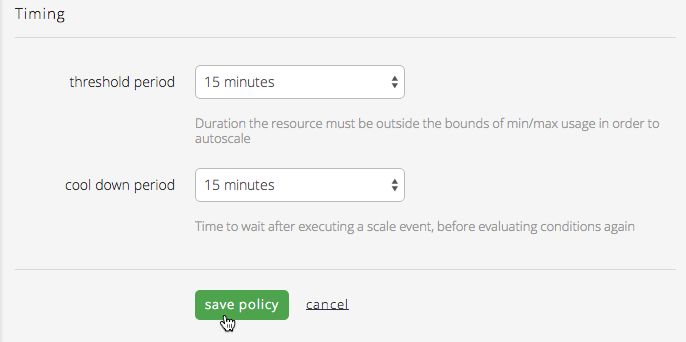 Timing
threshold period
15 minutes
Duration the resource must be outside the bounds of min/max usage in order to
autoscale
cool down period
15 minutes
Time to wait after executing a scale event, before evaluating conditions again
save policy
cancel